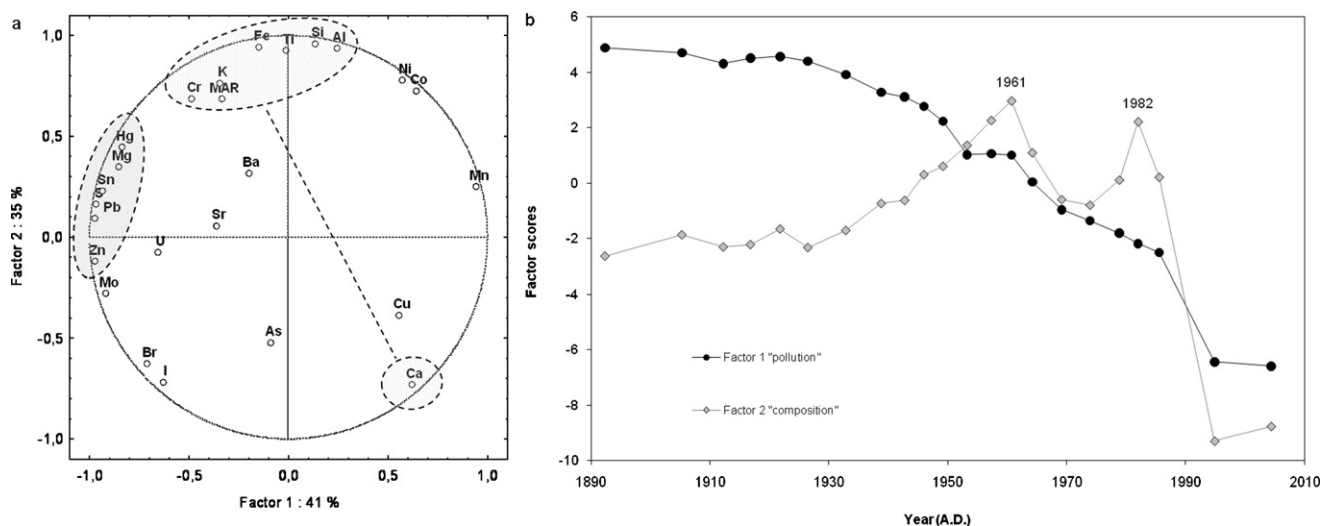 a
1,0
0,5
0,0
-0,5
-1,0
Factor 2 : 35 %
Fe
Ti
Si
Al
Ni
Co
K
Cr
MAR
Hg
Mg
Sn
S
Pb
Zn
Mo
Ba
Mn
Sr
U
Cu
As
Br
I
Ca
-1,0 -0,5 0,0 0,5 1,0
Factor 1 : 41 %
b
6
4
2
0
-2
-4
-6
-8
-10
Factor scores
1961
1982
Factor 1 "pollution"
Factor 2 "composition"
1890 1910 1930 1950 1970 1990 2010
Year(A.D.)